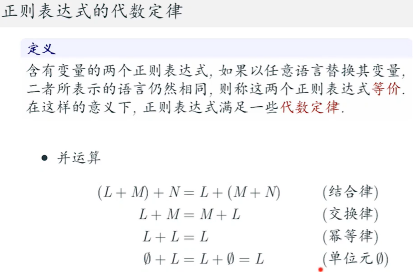 正则表达式的代数定律
定义
含有变量的两个正则表达式, 如果以任意语言替换其变量,
二者所表示的语言仍然相同, 则称这两个正则表达式等价.
在这样的意义下, 正则表达式满足一些代数定律.
• 并运算
(L + M) + N = L + (M + N) (结合律)
L + M = M + L (交换律)
L + L = L (幂等律)
∅ + L = L + ∅ = L (单位元 ∅)